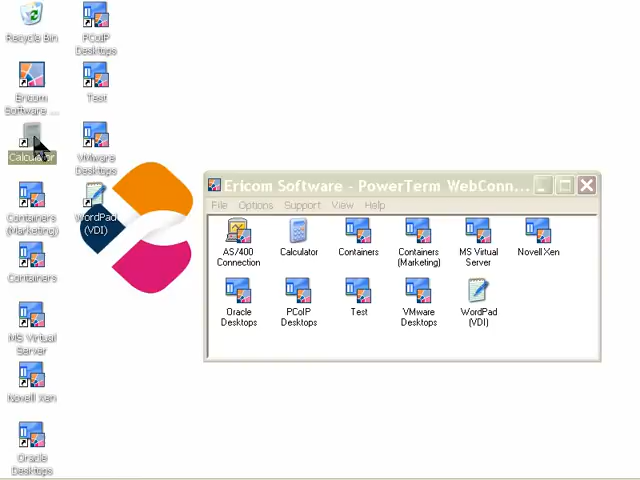 Recycle Bin
PCoIP
Desktops
Ericom
Software ...
Test
Calculator
VMware
Desktops
Containers
(Marketing)
WordPad
(VDI)
Containers
MS Virtual
Server
Novell Xen
Oracle
Desktops
Ericom Software - PowerTerm WebConn...
File Options Support View Help
AS/400
Connection
Calculator
Containers
Containers
(Marketing)
MS Virtual
Server
Novell Xen
Oracle
Desktops
PCoIP
Desktops
Test
VMware
Desktops
WordPad
(VDI)